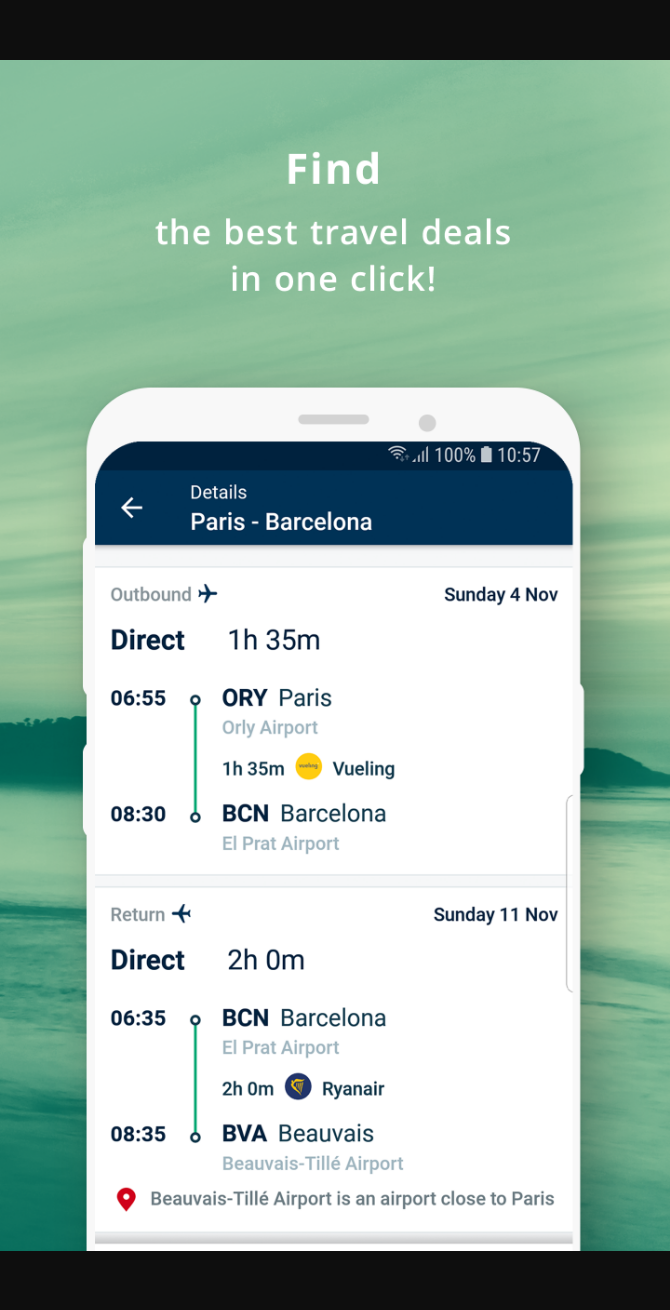 Find
the best travel deals
in one click!
100% 10:57
Details
Paris - Barcelona
Outbound Sunday 4 Nov
Direct 1h 35m
06:55 ORY Paris
Orly Airport
1h 35m vueling Vueling
08:30 BCN Barcelona
El Prat Airport
Return Sunday 11 Nov
Direct 2h 0m
06:35 BCN Barcelona
El Prat Airport
2h 0m Ryanair
08:35 BVA Beauvais
Beauvais-Tillé Airport
Beauvais-Tillé Airport is an airport close to Paris